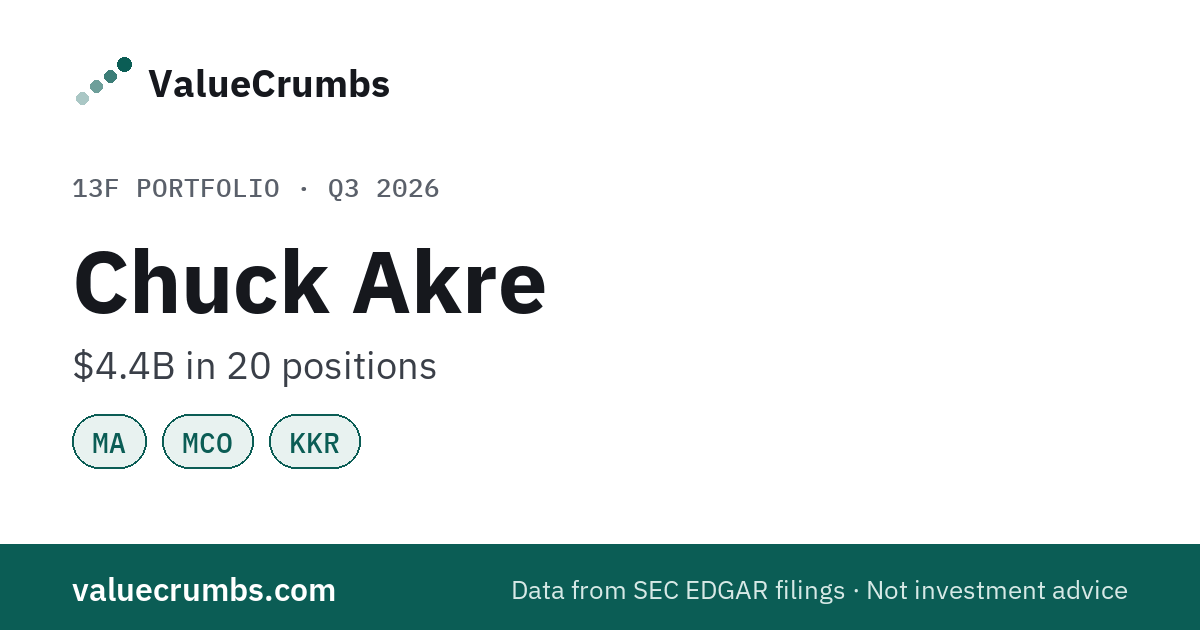 ValueCrumbs
13F PORTFOLIO · Q3 2026
Chuck Akre
$4.4B in 20 positions
MA MCO KKR
valuecrumbs.com Data from SEC EDGAR filings · Not investment advice